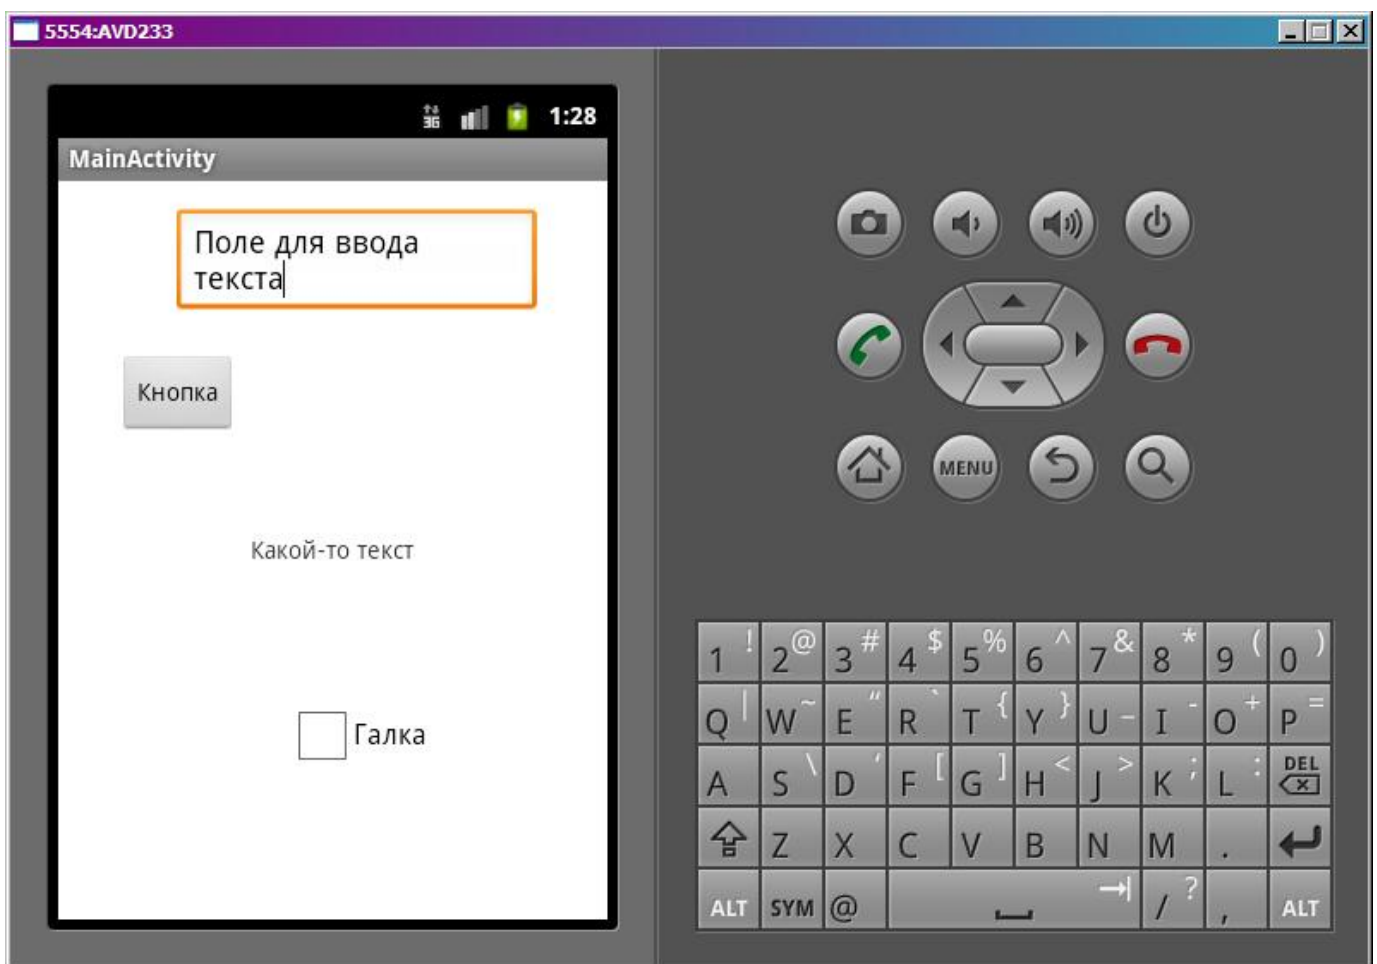 5554:AVD233
3G 1:28
MainActivity
Поле для ввода
текста
Кнопка
Какой-то текст
Галка
MENU
1 ! 2 @ 3 # 4 $ 5 % 6 ^ 7 & 8 * 9 ( 0 )
Q | W ~ E “ R ` T { Y } U _ I - O + P =
A S \ D ‘ F [ G ] H < J > K ; L : DEL
Z X C V B N M .
ALT SYM @ / ? , ALT